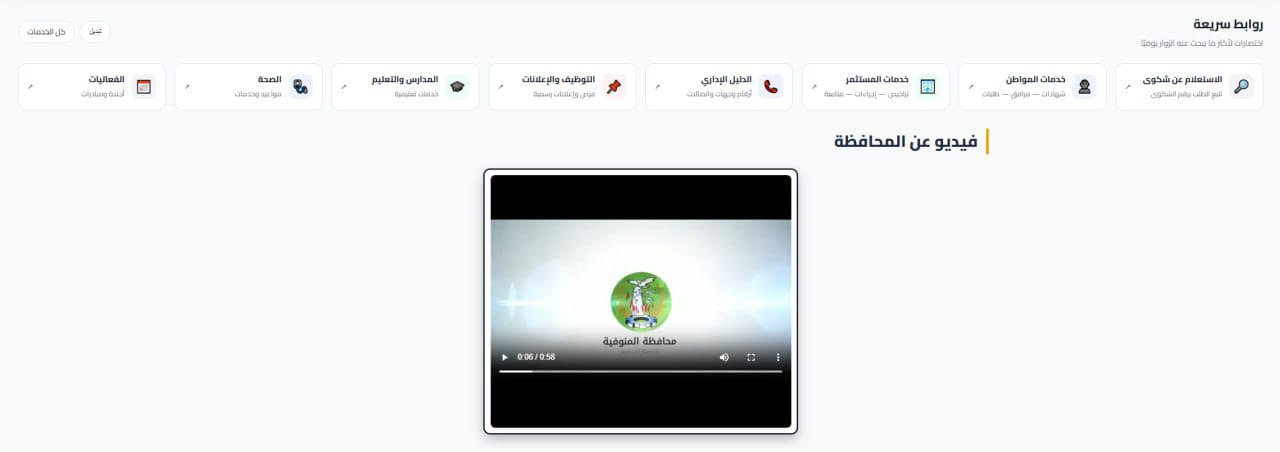 روابط سريعة
اختصارات لأكثر ما يبحث عنه الزوار يوميًا
تبديل
كل الخدمات
الاستعلام عن شكوى
تتبع الطلب برقم الشكوى
خدمات المواطن
شهادات — مرافق — طلبات
خدمات المستثمر
تراخيص — إجراءات — متابعة
الدليل الإداري
أرقام وجهات واتصالات
التوظيف والإعلانات
فرص وإعلانات رسمية
المدارس والتعليم
خدمات تعليمية
الصحة
مواعيد وخدمات
الفعاليات
أجندة ومبادرات
فيديو عن المحافظة
محافظة المنوفية
0:06 / 0:58